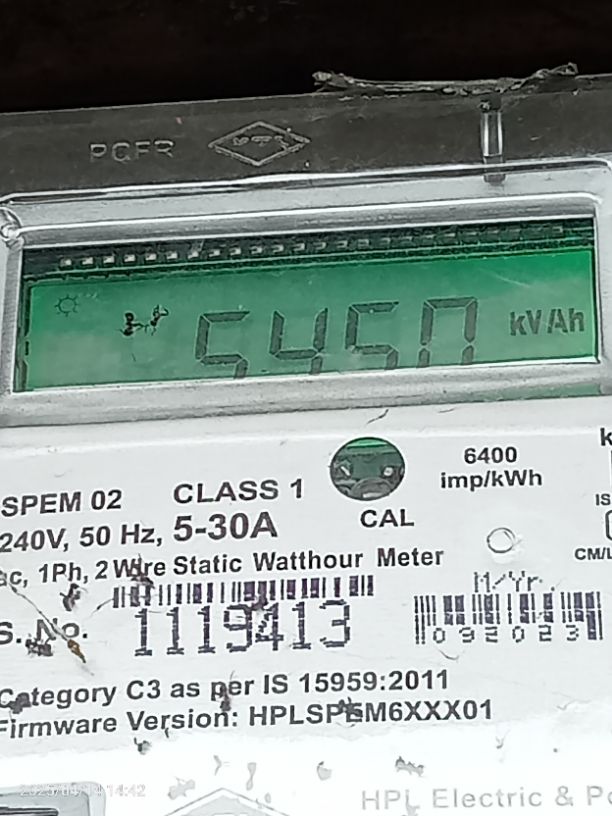 5450 kVAh
6400
imp/kWh
SPEM 02 CLASS 1
CAL
240V, 50 Hz, 5-30A
ac, 1Ph, 2 Wire Static Watthour Meter
M/Yr.
S. No. 1119413
092023
Category C3 as per IS 15959:2011
Firmware Version: HPLSPEM6XXX01
HPL Electric & Po